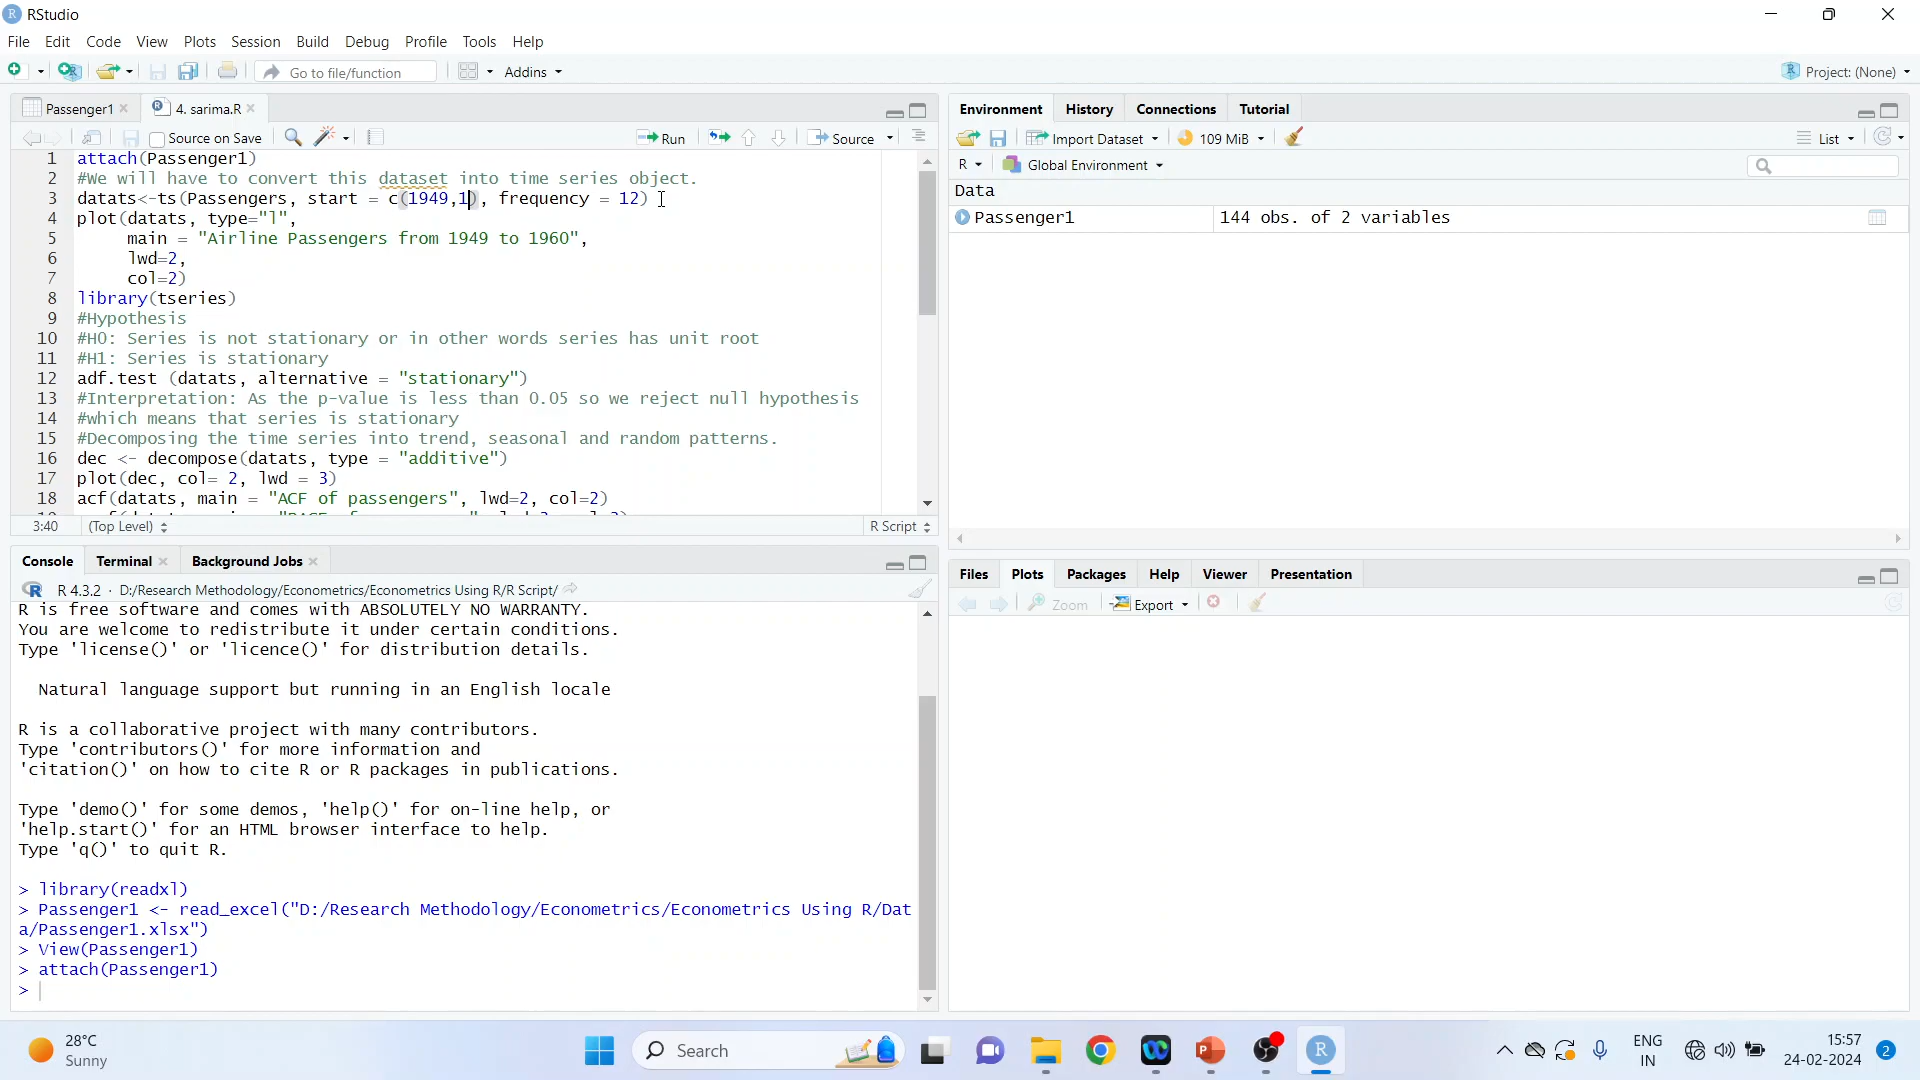 RStudio
File Edit Code View Plots Session Build Debug Profile Tools Help
Go to file/function Addins Project: (None)
Passenger1 4. sarima.R
Source on Save Run Source
1 attach(Passenger1)
2 #We will have to convert this dataset into time series object.
3 datats<-ts(Passengers, start = c(1949,1), frequency = 12)
4 plot(datats, type="l",
5 main = "Airline Passengers from 1949 to 1960",
6 lwd=2,
7 col=2)
8 library(tseries)
9 #Hypothesis
10 #H0: Series is not stationary or in other words series has unit root
11 #H1: Series is stationary
12 adf.test (datats, alternative = "stationary")
13 #Interpretation: As the p-value is less than 0.05 so we reject null hypothesis
14 #which means that series is stationary
15 #Decomposing the time series into trend, seasonal and random patterns.
16 dec <- decompose(datats, type = "additive")
17 plot(dec, col= 2, lwd = 3)
18 acf(datats, main = "ACF of passengers", lwd=2, col=2)
3:40 (Top Level) R Script
Console Terminal Background Jobs
R 4.3.2 · D:/Research Methodology/Econometrics/Econometrics Using R/R Script/
R is free software and comes with ABSOLUTELY NO WARRANTY.
You are welcome to redistribute it under certain conditions.
Type 'license()' or 'licence()' for distribution details.
Natural language support but running in an English locale
R is a collaborative project with many contributors.
Type 'contributors()' for more information and
'citation()' on how to cite R or R packages in publications.
Type 'demo()' for some demos, 'help()' for on-line help, or
'help.start()' for an HTML browser interface to help.
Type 'q()' to quit R.
> library(readxl)
> Passenger1 <- read_excel("D:/Research Methodology/Econometrics/Econometrics Using R/Dat
a/Passenger1.xlsx")
> View(Passenger1)
> attach(Passenger1)
>
Environment History Connections Tutorial
Import Dataset 109 MiB List
R Global Environment
Data
Passenger1 144 obs. of 2 variables
Files Plots Packages Help Viewer Presentation
Zoom Export
28°C
Sunny
Search
ENG
IN
15:57
24-02-2024
2